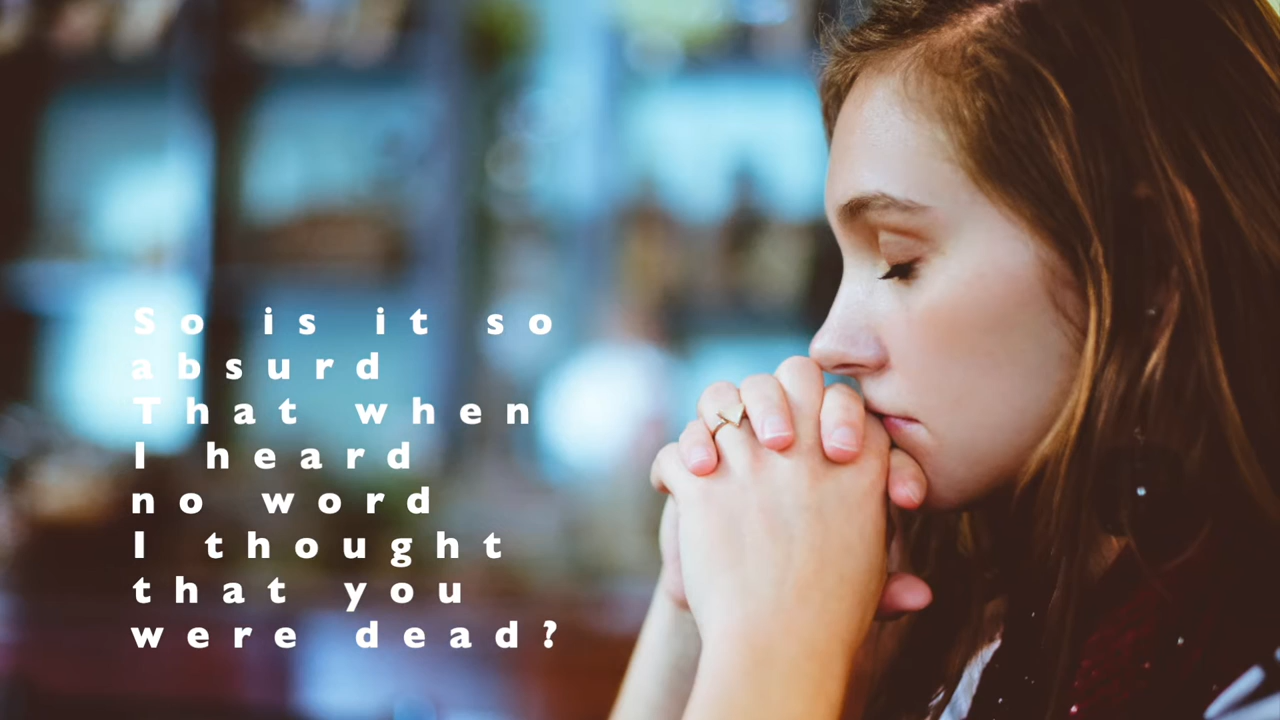 So is it so
absurd
That when
I heard
no word
I thought
that you
were dead?